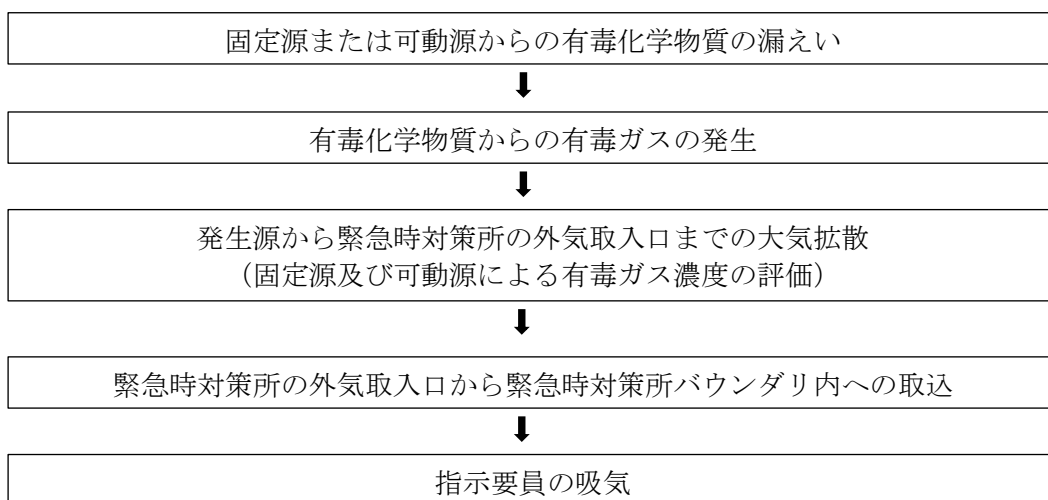 固定源または可動源からの有毒化学物質の漏えい
有毒化学物質からの有毒ガスの発生
発生源から緊急時対策所の外気取入口までの大気拡散
（固定源及び可動源による有毒ガス濃度の評価）
緊急時対策所の外気取入口から緊急時対策所バウンダリ内への取込
指示要員の吸気